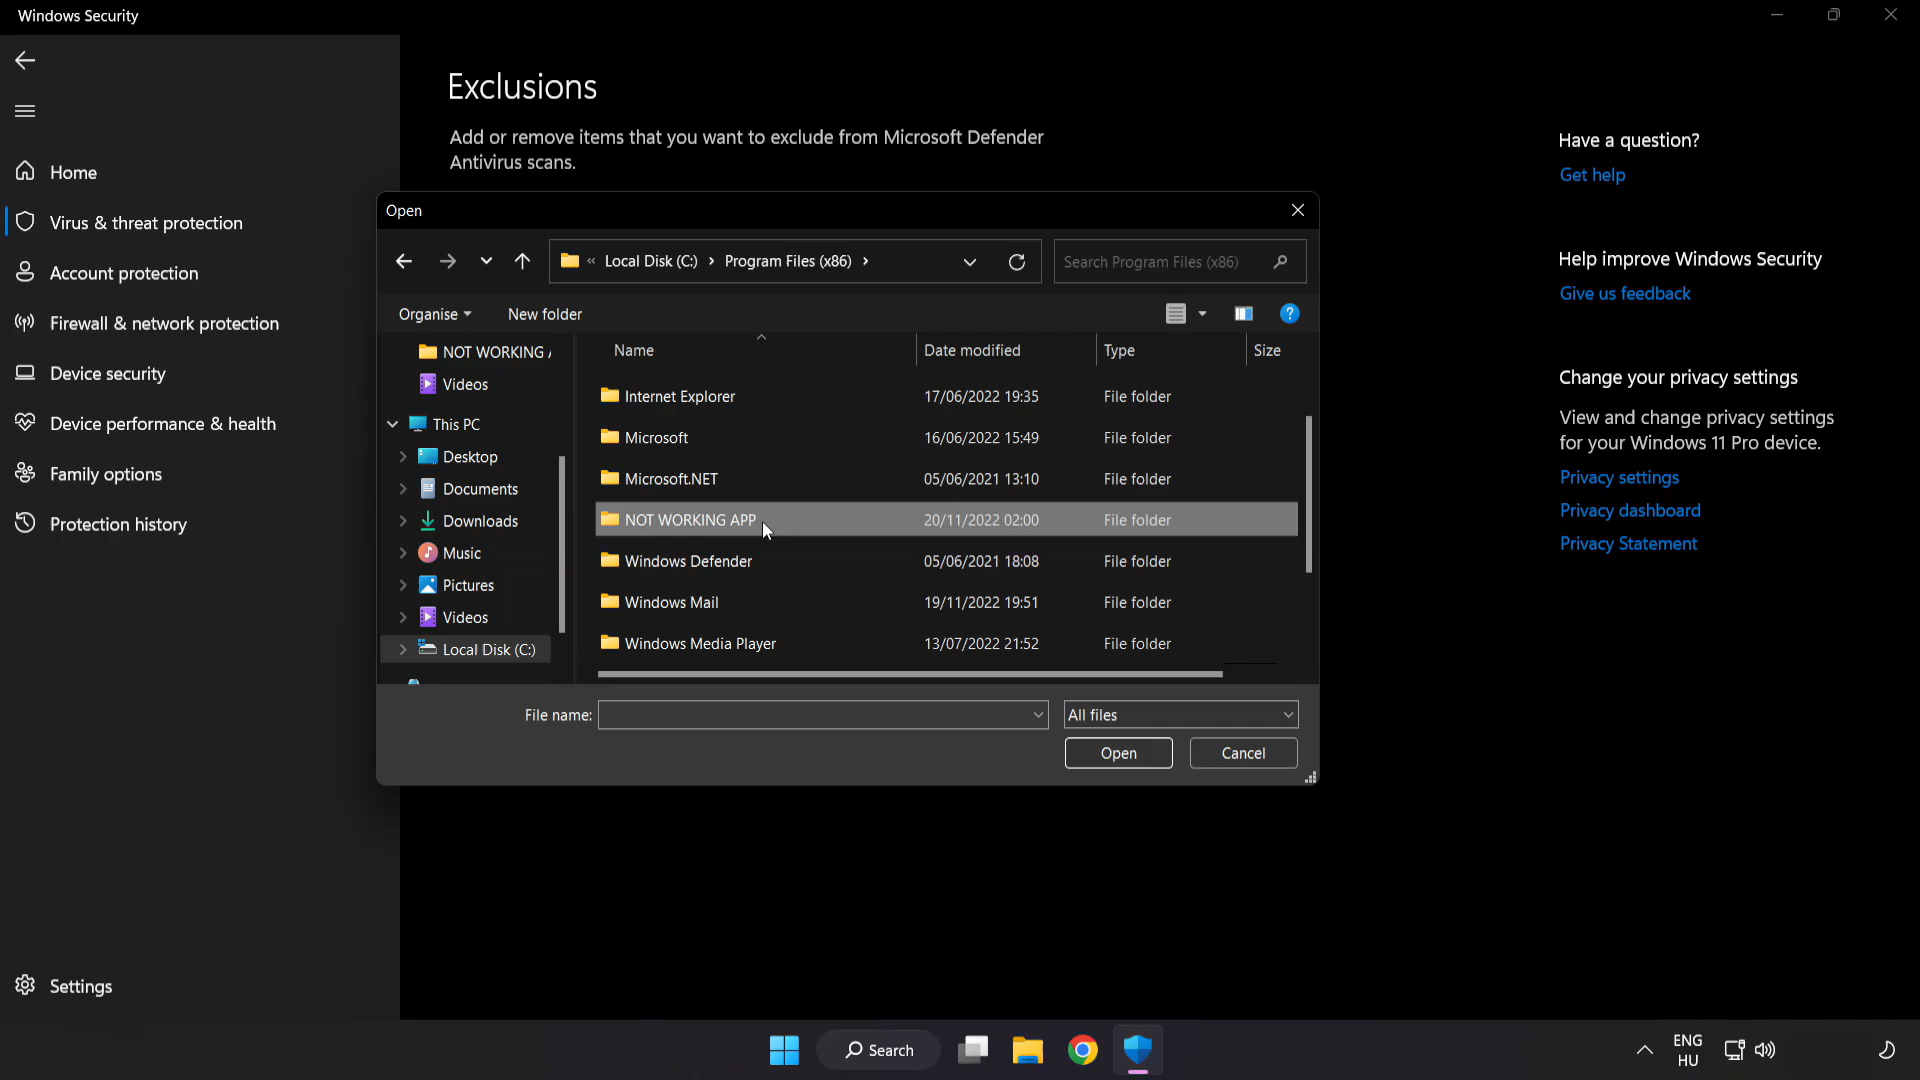 Windows Security
Exclusions
Add or remove items that you want to exclude from Microsoft Defender
Antivirus scans.
Home
Virus & threat protection
Account protection
Firewall & network protection
Device security
Device performance & health
Family options
Protection history
Settings
Open
« Local Disk (C:) > Program Files (x86) >
Search Program Files (x86)
Organise
New folder
NOT WORKING
Videos
This PC
Desktop
Documents
Downloads
Music
Pictures
Videos
Local Disk (C:)
Name Date modified Type Size
Internet Explorer 17/06/2022 19:35 File folder
Microsoft 16/06/2022 15:49 File folder
Microsoft.NET 05/06/2021 13:10 File folder
NOT WORKING APP 20/11/2022 02:00 File folder
Windows Defender 05/06/2021 18:08 File folder
Windows Mail 19/11/2022 19:51 File folder
Windows Media Player 13/07/2022 21:52 File folder
File name:
All files
Open
Cancel
Have a question?
Get help
Help improve Windows Security
Give us feedback
Change your privacy settings
View and change privacy settings
for your Windows 11 Pro device.
Privacy settings
Privacy dashboard
Privacy Statement
Search
ENG
HU